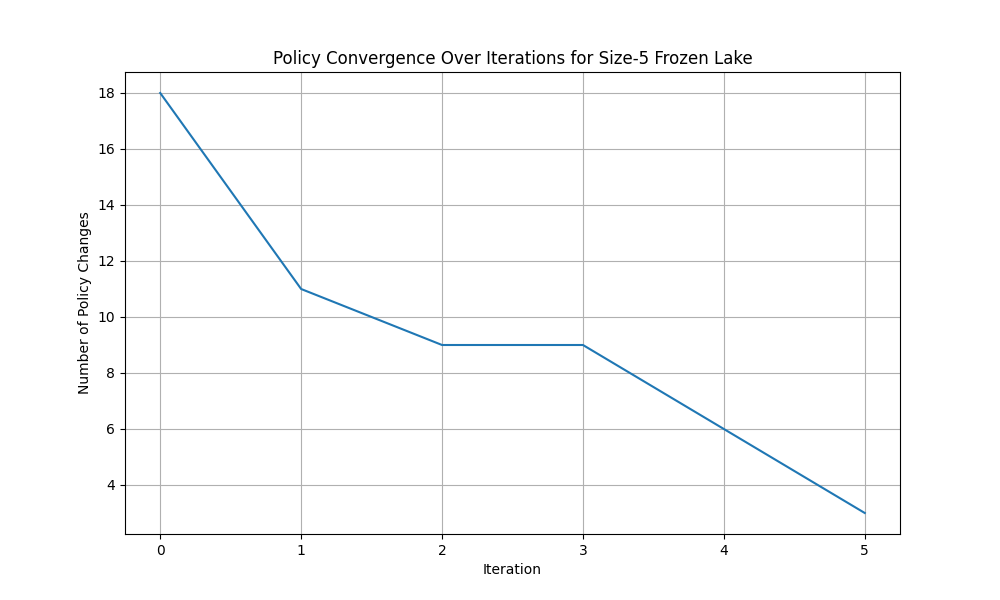 Policy Convergence Over Iterations for Size-5 Frozen Lake
Number of Policy Changes
18
16
14
12
10
8
6
4
0 1 2 3 4 5
Iteration